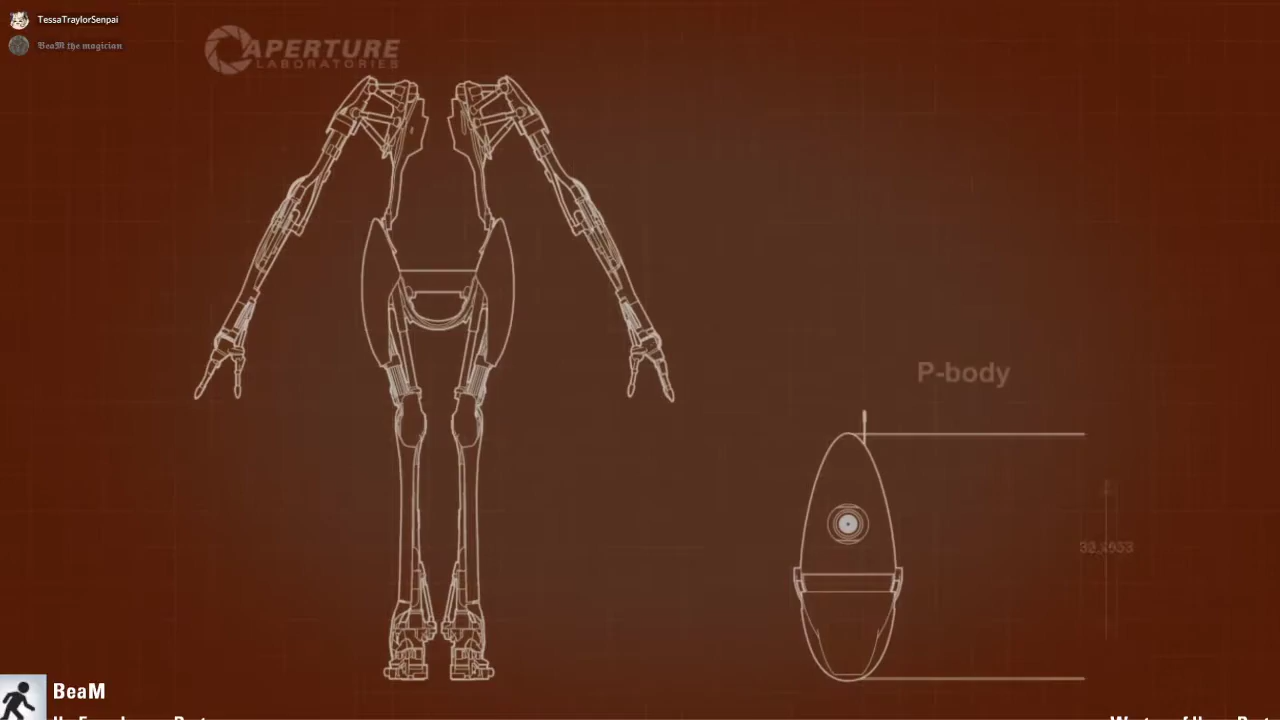 TessaTraylorSenpai
BeaM the magician
APERTURE
LABORATORIES
P-body
BeaM